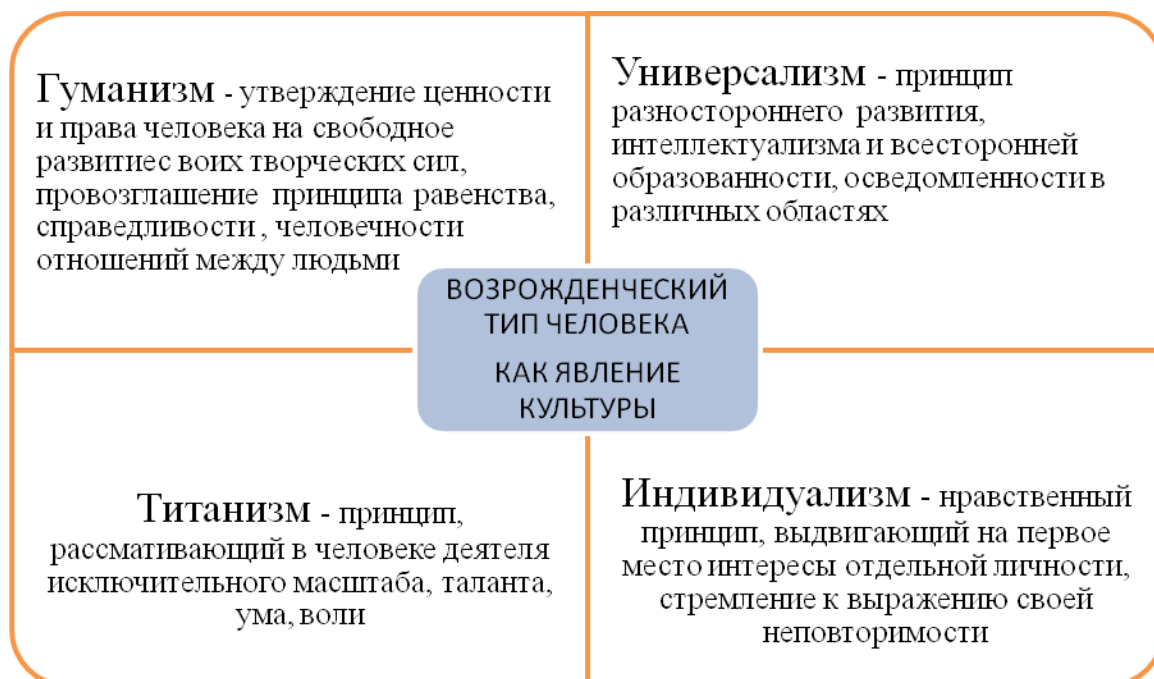 Гуманизм - утверждение ценности
и права человека на свободное
развитиес воих творческих сил,
провозглашение принципа равенства,
справедливости , человечности
отношений между людьми
Универсализм - принцип
разностороннего развития,
интеллектуализма и всесторонней
образованности, осведомленности в
различных областях
ВОЗРОЖДЕНЧЕСКИЙ
ТИП ЧЕЛОВЕКА
КАК ЯВЛЕНИЕ
КУЛЬТУРЫ
Титанизм - принцип,
рассмативающий в человеке деятеля
исключительного масштаба, таланта,
ума, воли
Индивидуализм - нравственный
принцип, выдвигающий на первое
место интересы отдельной личности,
стремление к выражению своей
неповторимости